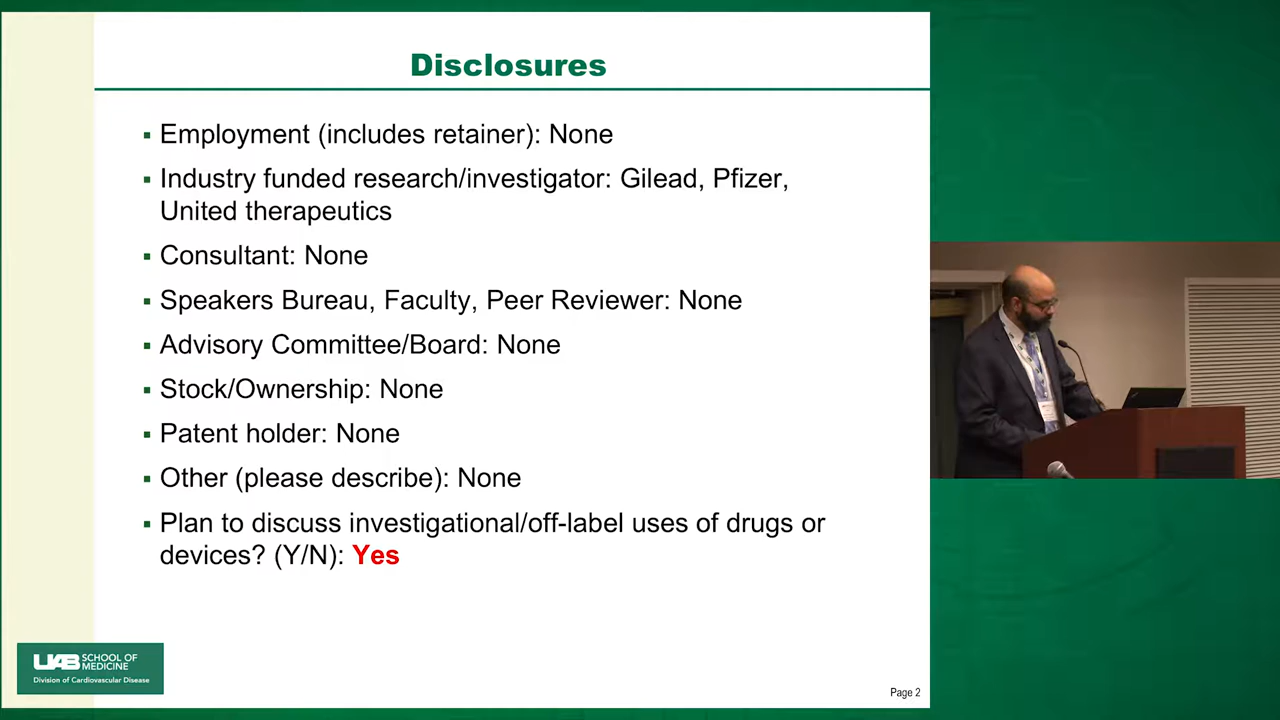 Disclosures
▪ Employment (includes retainer): None
▪ Industry funded research/investigator: Gilead, Pfizer,
United therapeutics
▪ Consultant: None
▪ Speakers Bureau, Faculty, Peer Reviewer: None
▪ Advisory Committee/Board: None
▪ Stock/Ownership: None
▪ Patent holder: None
▪ Other (please describe): None
▪ Plan to discuss investigational/off-label uses of drugs or
devices? (Y/N): Yes
UAB SCHOOL OF
MEDICINE
Division of Cardiovascular Disease
Page 2